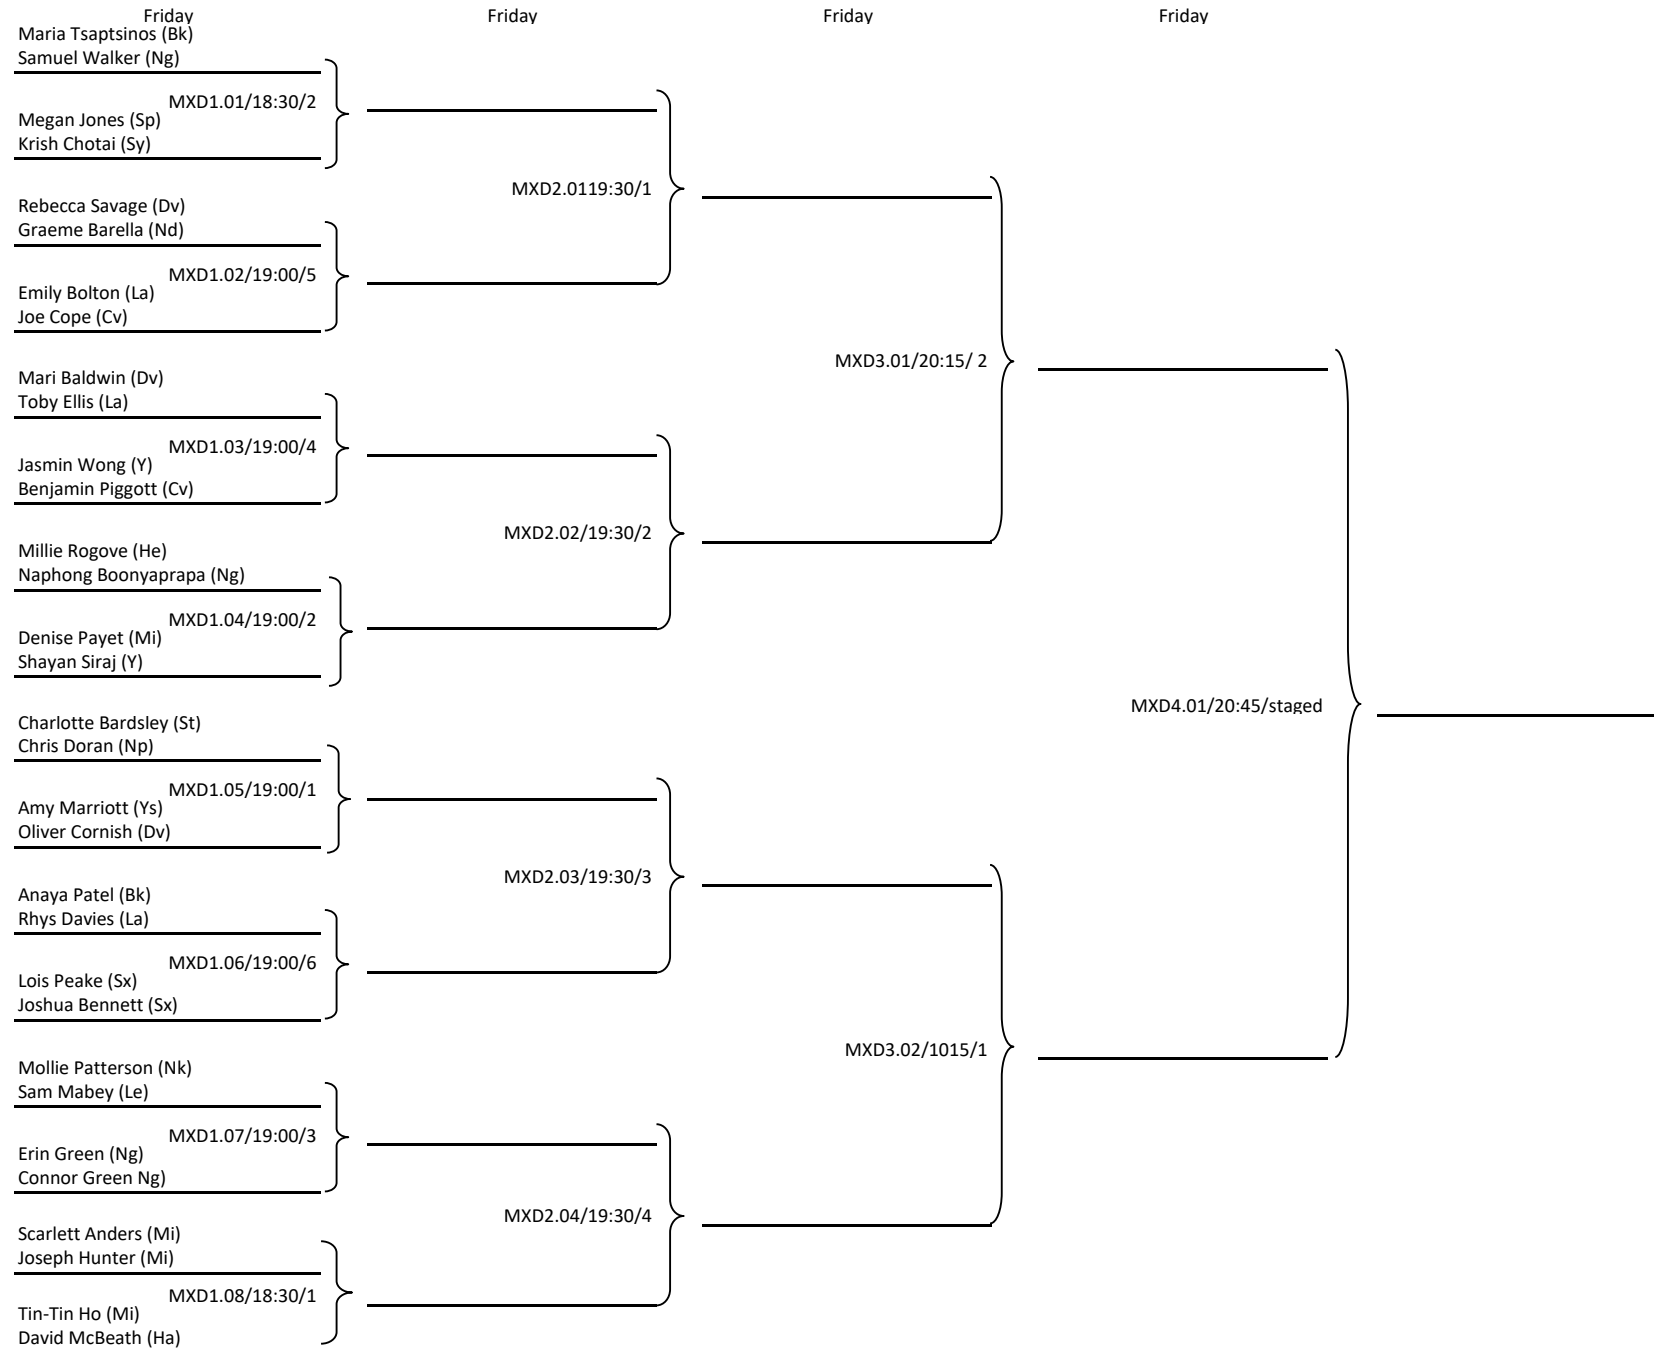 Friday
Friday
Friday
Friday
Maria Tsaptsinos (Bk)
Samuel Walker (Ng)
MXD1.01/18:30/2
Megan Jones (Sp)
Krish Chotai (Sy)
MXD2.0119:30/1
Rebecca Savage (Dv)
Graeme Barella (Nd)
MXD1.02/19:00/5
Emily Bolton (La)
Joe Cope (Cv)
MXD3.01/20:15/ 2
Mari Baldwin (Dv)
Toby Ellis (La)
MXD1.03/19:00/4
Jasmin Wong (Y)
Benjamin Piggott (Cv)
MXD2.02/19:30/2
Millie Rogove (He)
Naphong Boonyaprapa (Ng)
MXD1.04/19:00/2
Denise Payet (Mi)
Shayan Siraj (Y)
MXD4.01/20:45/staged
Charlotte Bardsley (St)
Chris Doran (Np)
MXD1.05/19:00/1
Amy Marriott (Ys)
Oliver Cornish (Dv)
MXD2.03/19:30/3
Anaya Patel (Bk)
Rhys Davies (La)
MXD1.06/19:00/6
Lois Peake (Sx)
Joshua Bennett (Sx)
MXD3.02/1015/1
Mollie Patterson (Nk)
Sam Mabey (Le)
MXD1.07/19:00/3
Erin Green (Ng)
Connor Green Ng)
MXD2.04/19:30/4
Scarlett Anders (Mi)
Joseph Hunter (Mi)
MXD1.08/18:30/1
Tin-Tin Ho (Mi)
David McBeath (Ha)